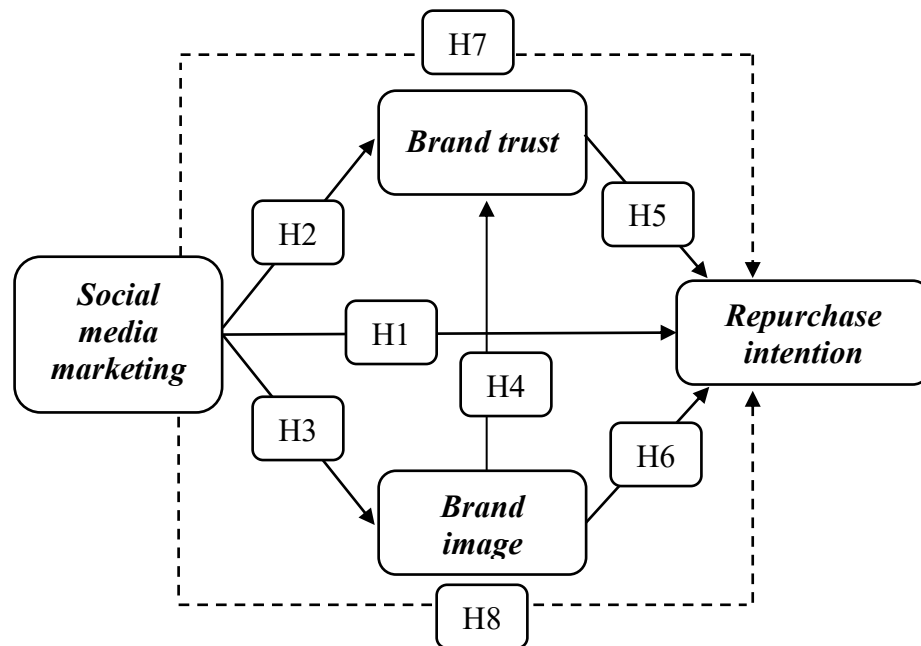 H7
Brand trust
H2
H5
Social
media
marketing
H1
Repurchase
intention
H4
H3
H6
Brand
image
H8